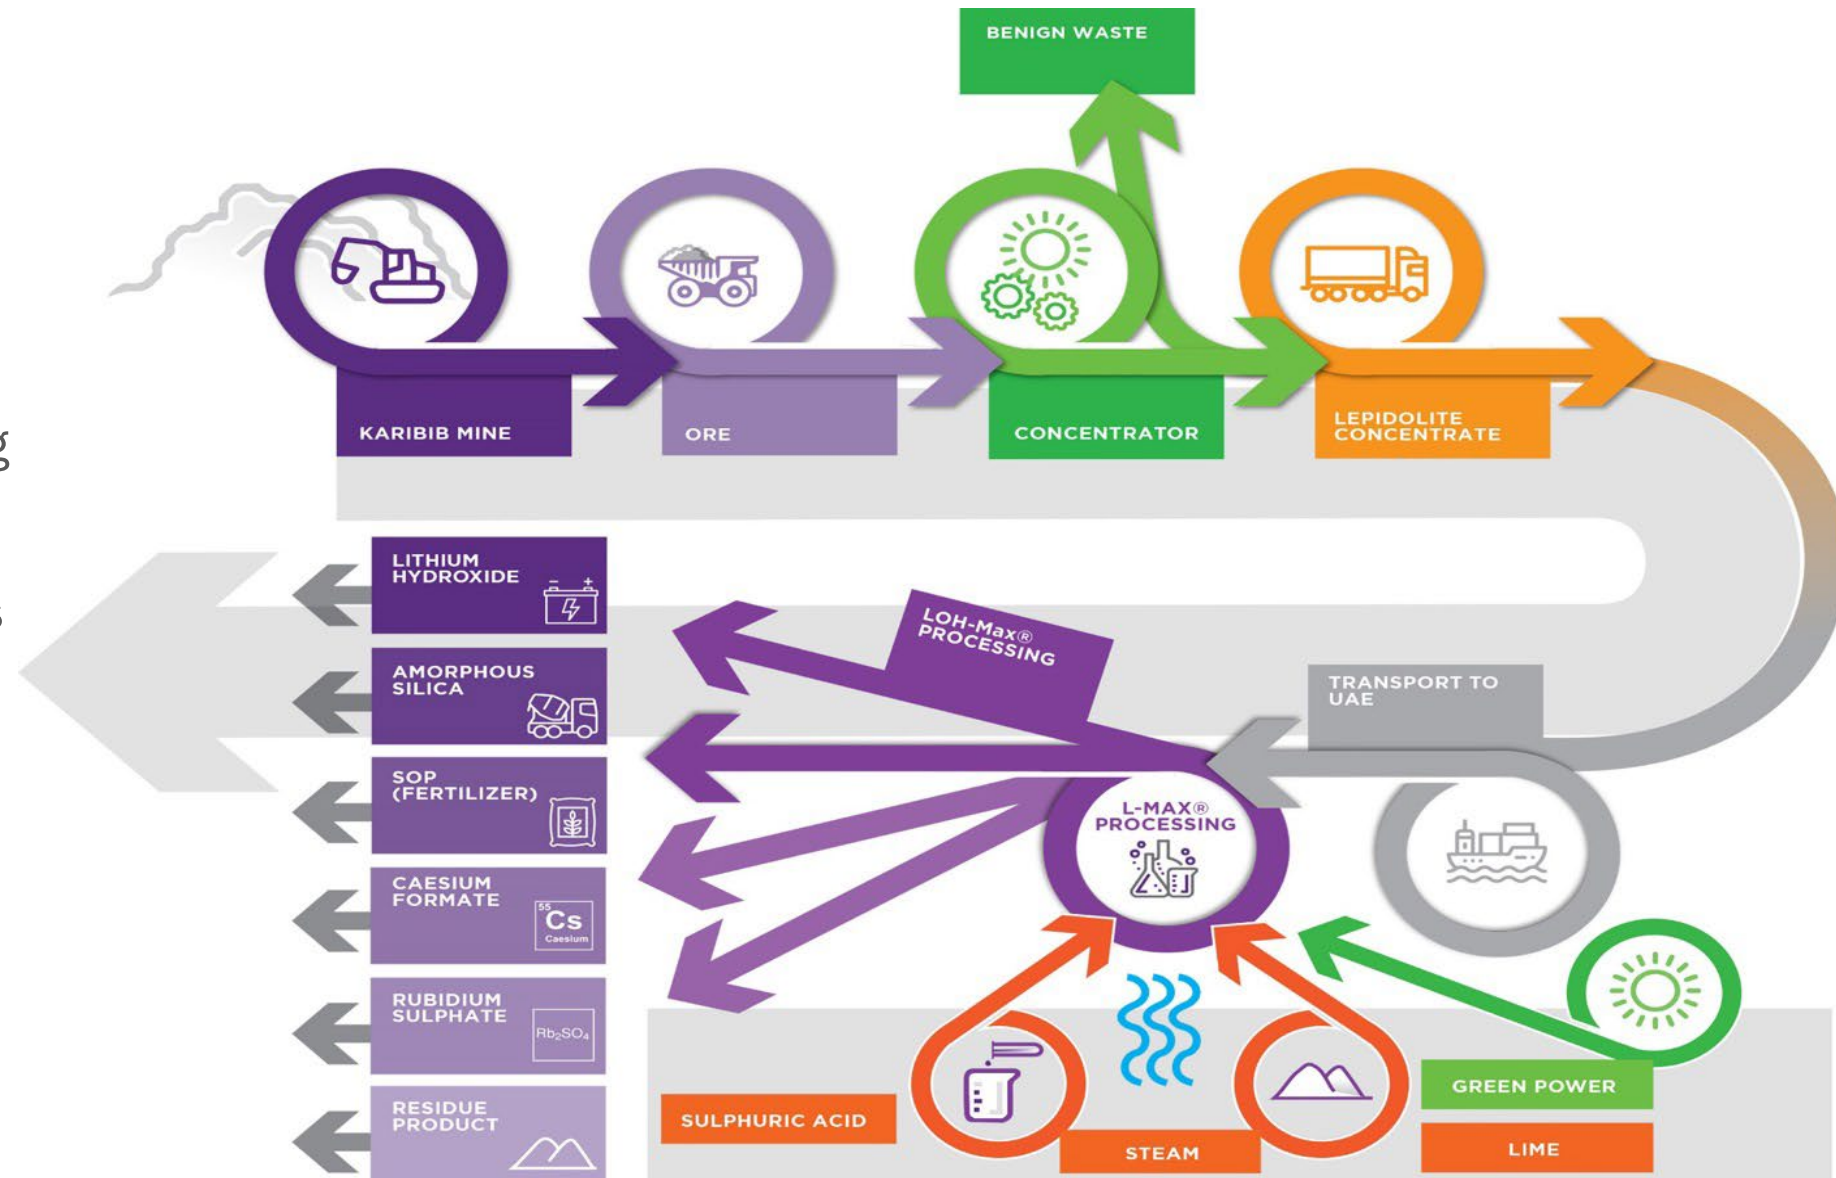 BENIGN WASTE
KARIBIB MINE
ORE
CONCENTRATOR
LEPIDOLITE
CONCENTRATE
g
s
LITHIUM
HYDROXIDE
- +
LOH-Max®
PROCESSING
AMORPHOUS
SILICA
TRANSPORT TO
UAE
SOP
(FERTILIZER)
L-MAX®
PROCESSING
CAESIUM
FORMATE
55
Cs
Caesium
RUBIDIUM
SULPHATE
Rb₂SO₄
RESIDUE
PRODUCT
SULPHURIC ACID
STEAM
GREEN POWER
LIME